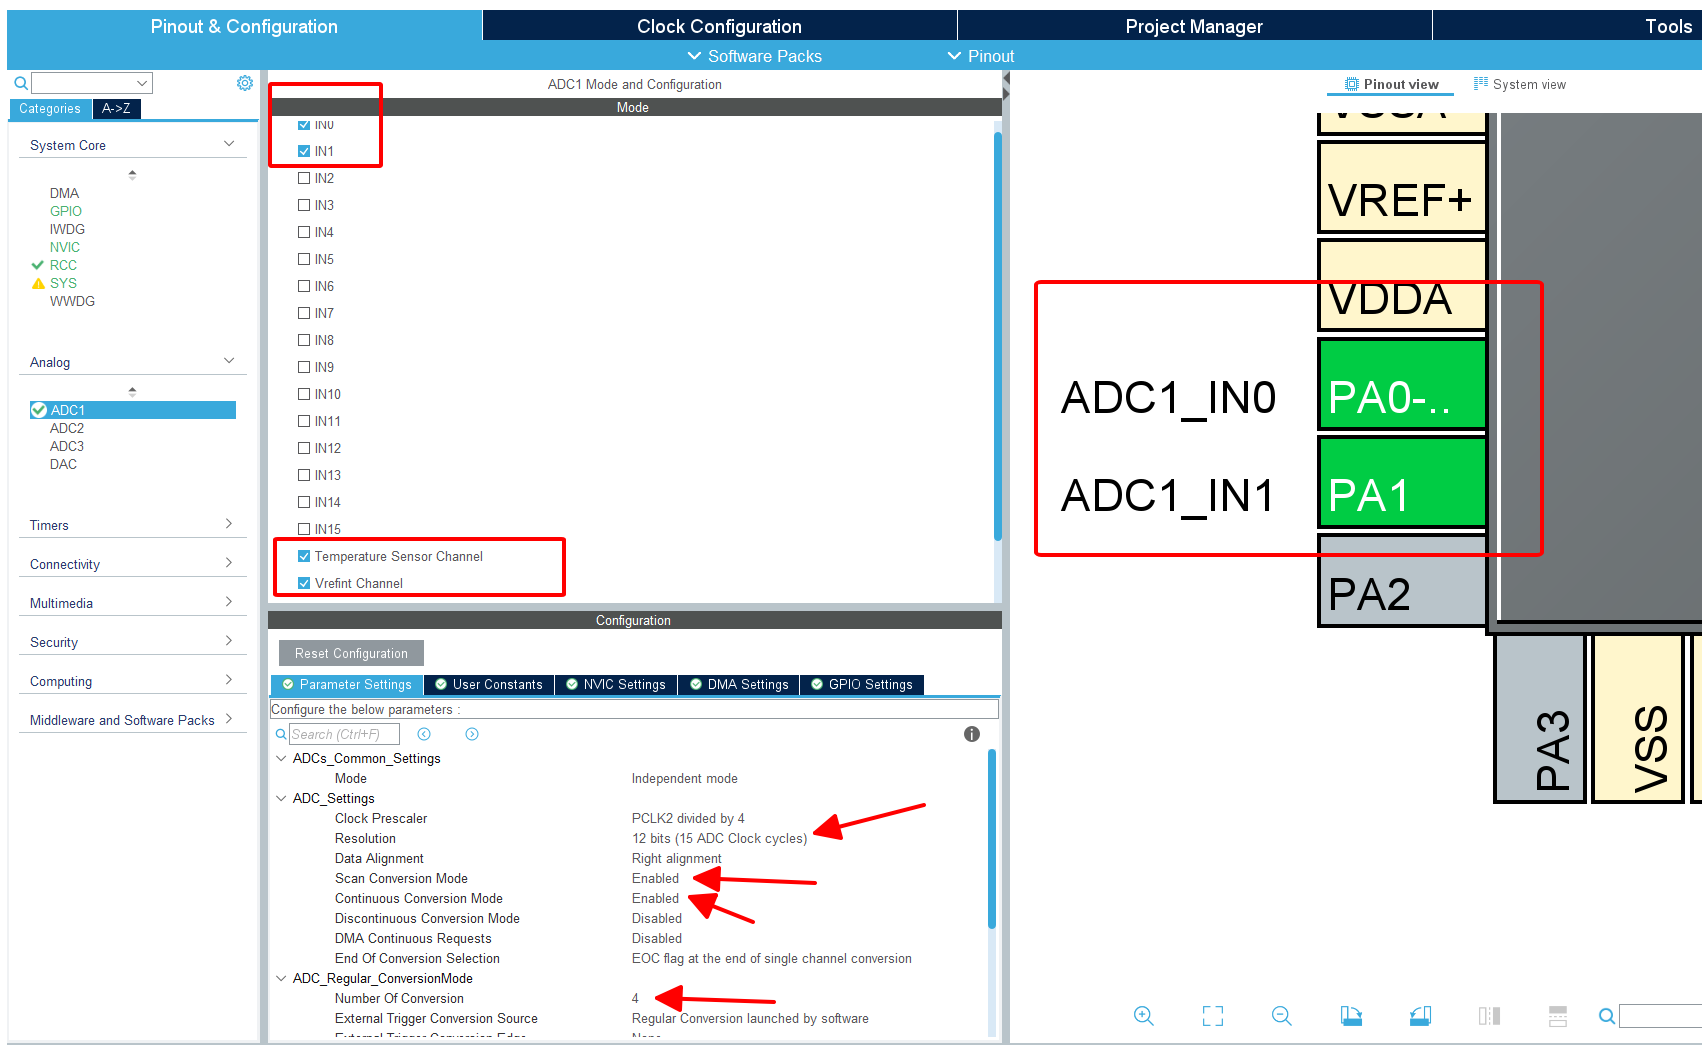 Pinout & Configuration
Clock Configuration
Project Manager
Tools
Software Packs
Pinout
Categories
A->Z
System Core
DMA
GPIO
IWDG
NVIC
RCC
SYS
WWDG
Analog
ADC1
ADC2
ADC3
DAC
Timers
Connectivity
Multimedia
Security
Computing
Middleware and Software Packs
ADC1 Mode and Configuration
Mode
IN0
IN1
IN2
IN3
IN4
IN5
IN6
IN7
IN8
IN9
IN10
IN11
IN12
IN13
IN14
IN15
Temperature Sensor Channel
Vrefint Channel
Configuration
Reset Configuration
Parameter Settings
User Constants
NVIC Settings
DMA Settings
GPIO Settings
Configure the below parameters :
Search (Ctrl+F)
ADCs_Common_Settings
Mode Independent mode
ADC_Settings
Clock Prescaler PCLK2 divided by 4
Resolution 12 bits (15 ADC Clock cycles)
Data Alignment Right alignment
Scan Conversion Mode Enabled
Continuous Conversion Mode Enabled
Discontinuous Conversion Mode Disabled
DMA Continuous Requests Disabled
End Of Conversion Selection EOC flag at the end of single channel conversion
ADC_Regular_ConversionMode
Number Of Conversion 4
External Trigger Conversion Source Regular Conversion launched by software
External Trigger Conversion Edge None
Pinout view
System view
VSSA
VREF+
VDDA
ADC1_IN0 PA0-..
ADC1_IN1 PA1
PA2
PA3
VSS